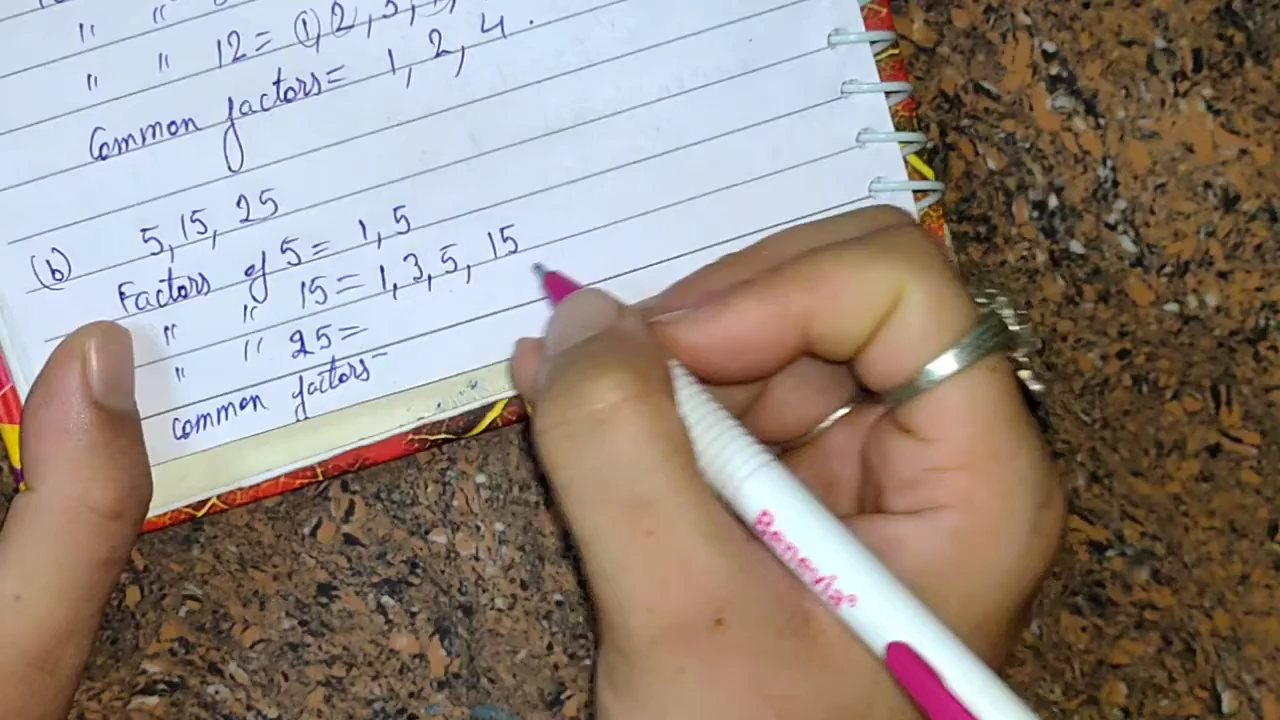 " "
" " 12 = 1, 2, 3,
Common factors = 1, 2, 4.
(b) 5, 15, 25
Factors of 5 = 1, 5
" " 15 = 1, 3, 5, 15
" " 25 =
Common factors
Benevia®